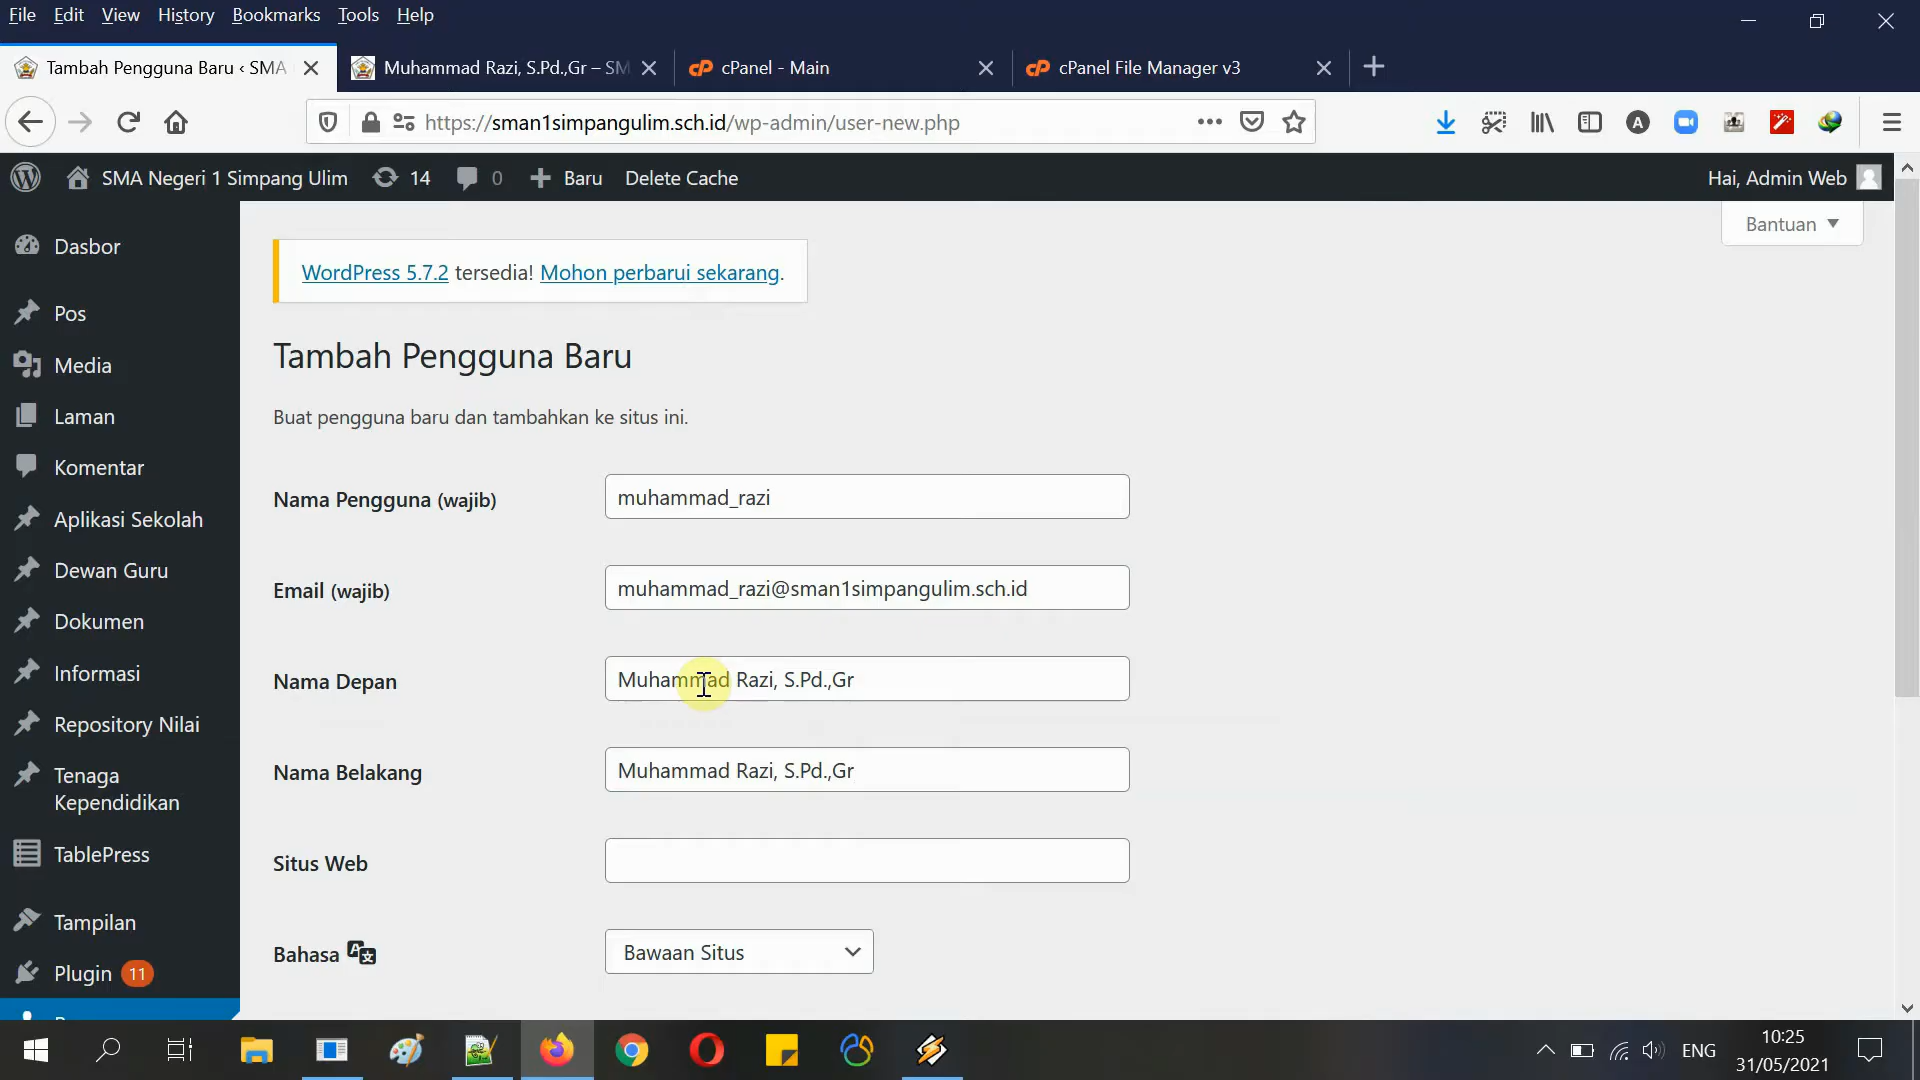 File Edit View History Bookmarks Tools Help
Tambah Pengguna Baru ‹ SMA
Muhammad Razi, S.Pd.,Gr – SM
cPanel - Main
cPanel File Manager v3
https://sman1simpangulim.sch.id/wp-admin/user-new.php
SMA Negeri 1 Simpang Ulim 14 0 Baru Delete Cache Hai, Admin Web
Bantuan
Dasbor
Pos
Media
Laman
Komentar
Aplikasi Sekolah
Dewan Guru
Dokumen
Informasi
Repository Nilai
Tenaga
Kependidikan
TablePress
Tampilan
Plugin 11
WordPress 5.7.2 tersedia! Mohon perbarui sekarang.
Tambah Pengguna Baru
Buat pengguna baru dan tambahkan ke situs ini.
Nama Pengguna (wajib) muhammad_razi
Email (wajib) muhammad_razi@sman1simpangulim.sch.id
Nama Depan Muhammad Razi, S.Pd.,Gr
Nama Belakang Muhammad Razi, S.Pd.,Gr
Situs Web
Bahasa Bawaan Situs
ENG
10:25
31/05/2021